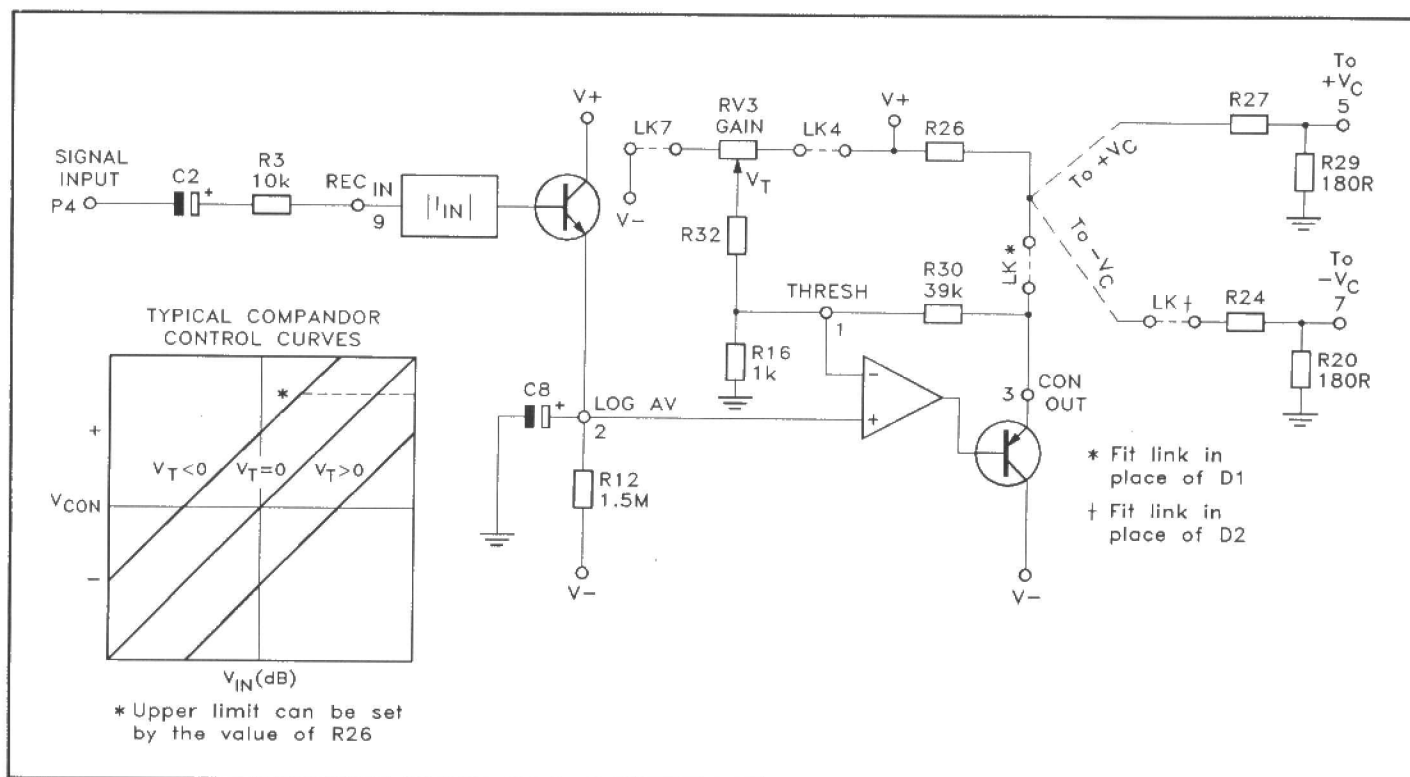 SIGNAL
INPUT
P4
C2
+
R3
10k
REC IN
9
|I IN|
V+
LK7
V-
RV3
GAIN
V T
LK4
V+
R26
R32
THRESH
1
R30
39k
LK *
R16
1k
C8
+
LOG AV
2
R12
1.5M
V-
-
+
3
CON
OUT
V-
To +V C
To -V C
R27
To
+V C
5
R29
180R
LK †
R24
To
-V C
7
R20
180R
* Fit link in
place of D1
† Fit link in
place of D2
TYPICAL COMPANDOR
CONTROL CURVES
*
+
V T <0
V T =0
V T >0
V CON
-
V IN (dB)
* Upper limit can be set
by the value of R26